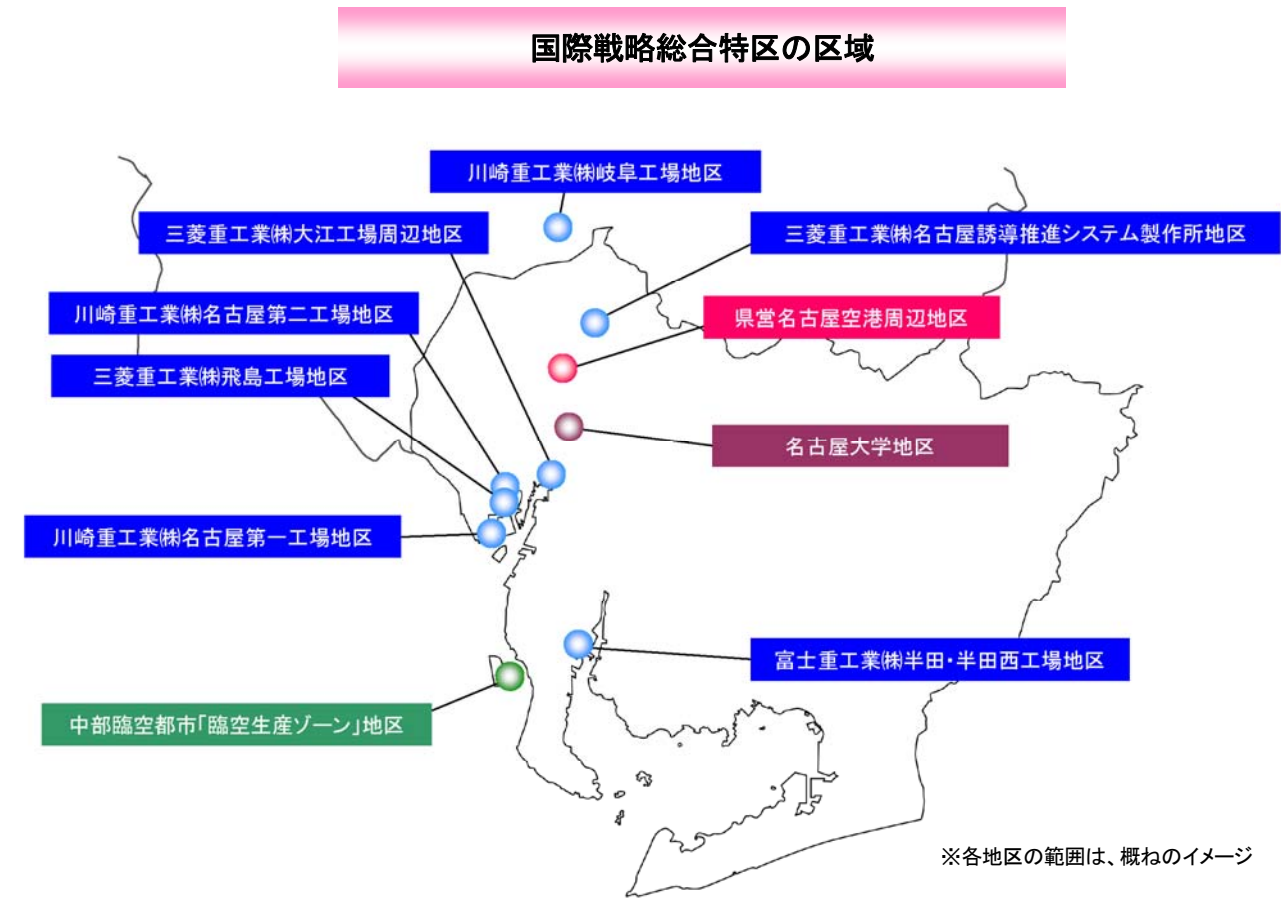 国際戦略総合特区の区域
川崎重工業㈱岐阜工場地区
三菱重工業㈱大江工場周辺地区
三菱重工業㈱名古屋誘導推進システム製作所地区
川崎重工業㈱名古屋第二工場地区
県営名古屋空港周辺地区
三菱重工業㈱飛島工場地区
名古屋大学地区
川崎重工業㈱名古屋第一工場地区
富士重工業㈱半田・半田西工場地区
中部臨空都市「臨空生産ゾーン」地区
※各地区の範囲は、概ねのイメージ